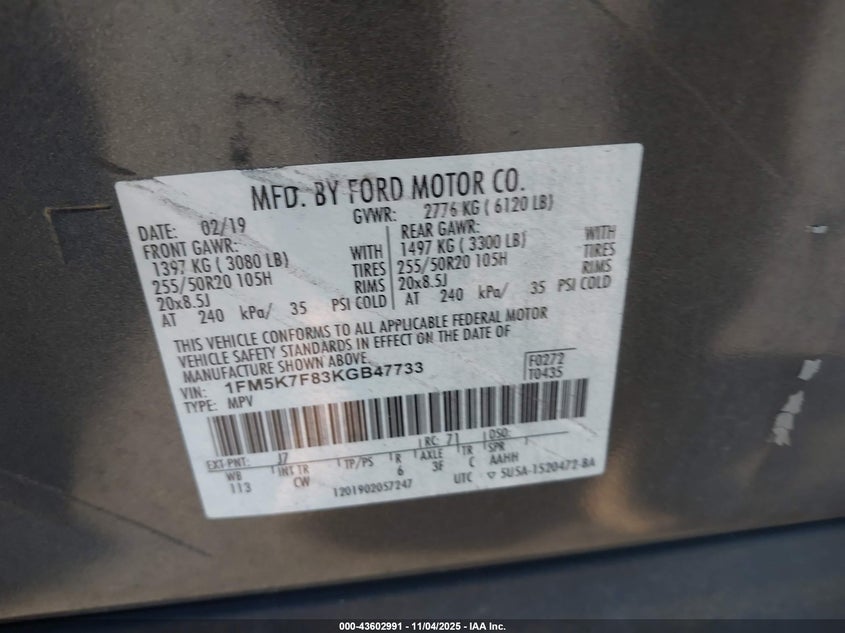 MFD. BY FORD MOTOR CO.
DATE: 02/19 GVWR: 2776 KG ( 6120 LB)
FRONT GAWR: REAR GAWR:
1397 KG ( 3080 LB) WITH 1497 KG ( 3300 LB) WITH
255/50R20 105H TIRES 255/50R20 105H TIRES
20x8.5J RIMS 20x8.5J RIMS
AT 240 kPa/ 35 PSI COLD AT 240 kPa/ 35 PSI COLD
THIS VEHICLE CONFORMS TO ALL APPLICABLE FEDERAL MOTOR
VEHICLE SAFETY STANDARDS IN EFFECT ON THE DATE OF
MANUFACTURE SHOWN ABOVE.
VIN: 1FM5K7F83KGB47733 F0272
TYPE: MPV T0435
EXT PNT: J7 RC: 71 DSO:
WB INT TR TP/PS R AXLE TR SPR
113 CW 6 3F C AAHH
1201902057247 UTC ▽ 5USA-1520472-BA
000-43602991 - 11/04/2025 - IAA Inc.